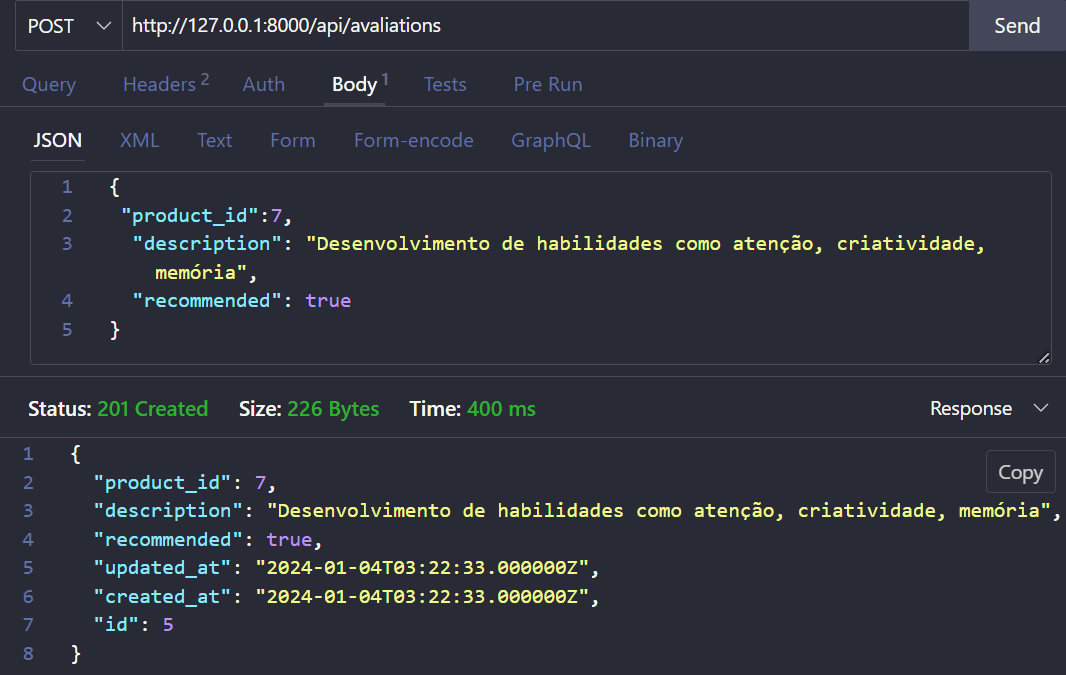 POST http://127.0.0.1:8000/api/avaliations Send
Query Headers 2 Auth Body 1 Tests Pre Run
JSON XML Text Form Form-encode GraphQL Binary
1 {
2 "product_id":7,
3 "description": "Desenvolvimento de habilidades como atenção, criatividade,
memória",
4 "recommended": true
5 }
Status: 201 Created Size: 226 Bytes Time: 400 ms Response
1 {
Copy
2 "product_id": 7,
3 "description": "Desenvolvimento de habilidades como atenção, criatividade, memória",
4 "recommended": true,
5 "updated_at": "2024-01-04T03:22:33.000000Z",
6 "created_at": "2024-01-04T03:22:33.000000Z",
7 "id": 5
8 }